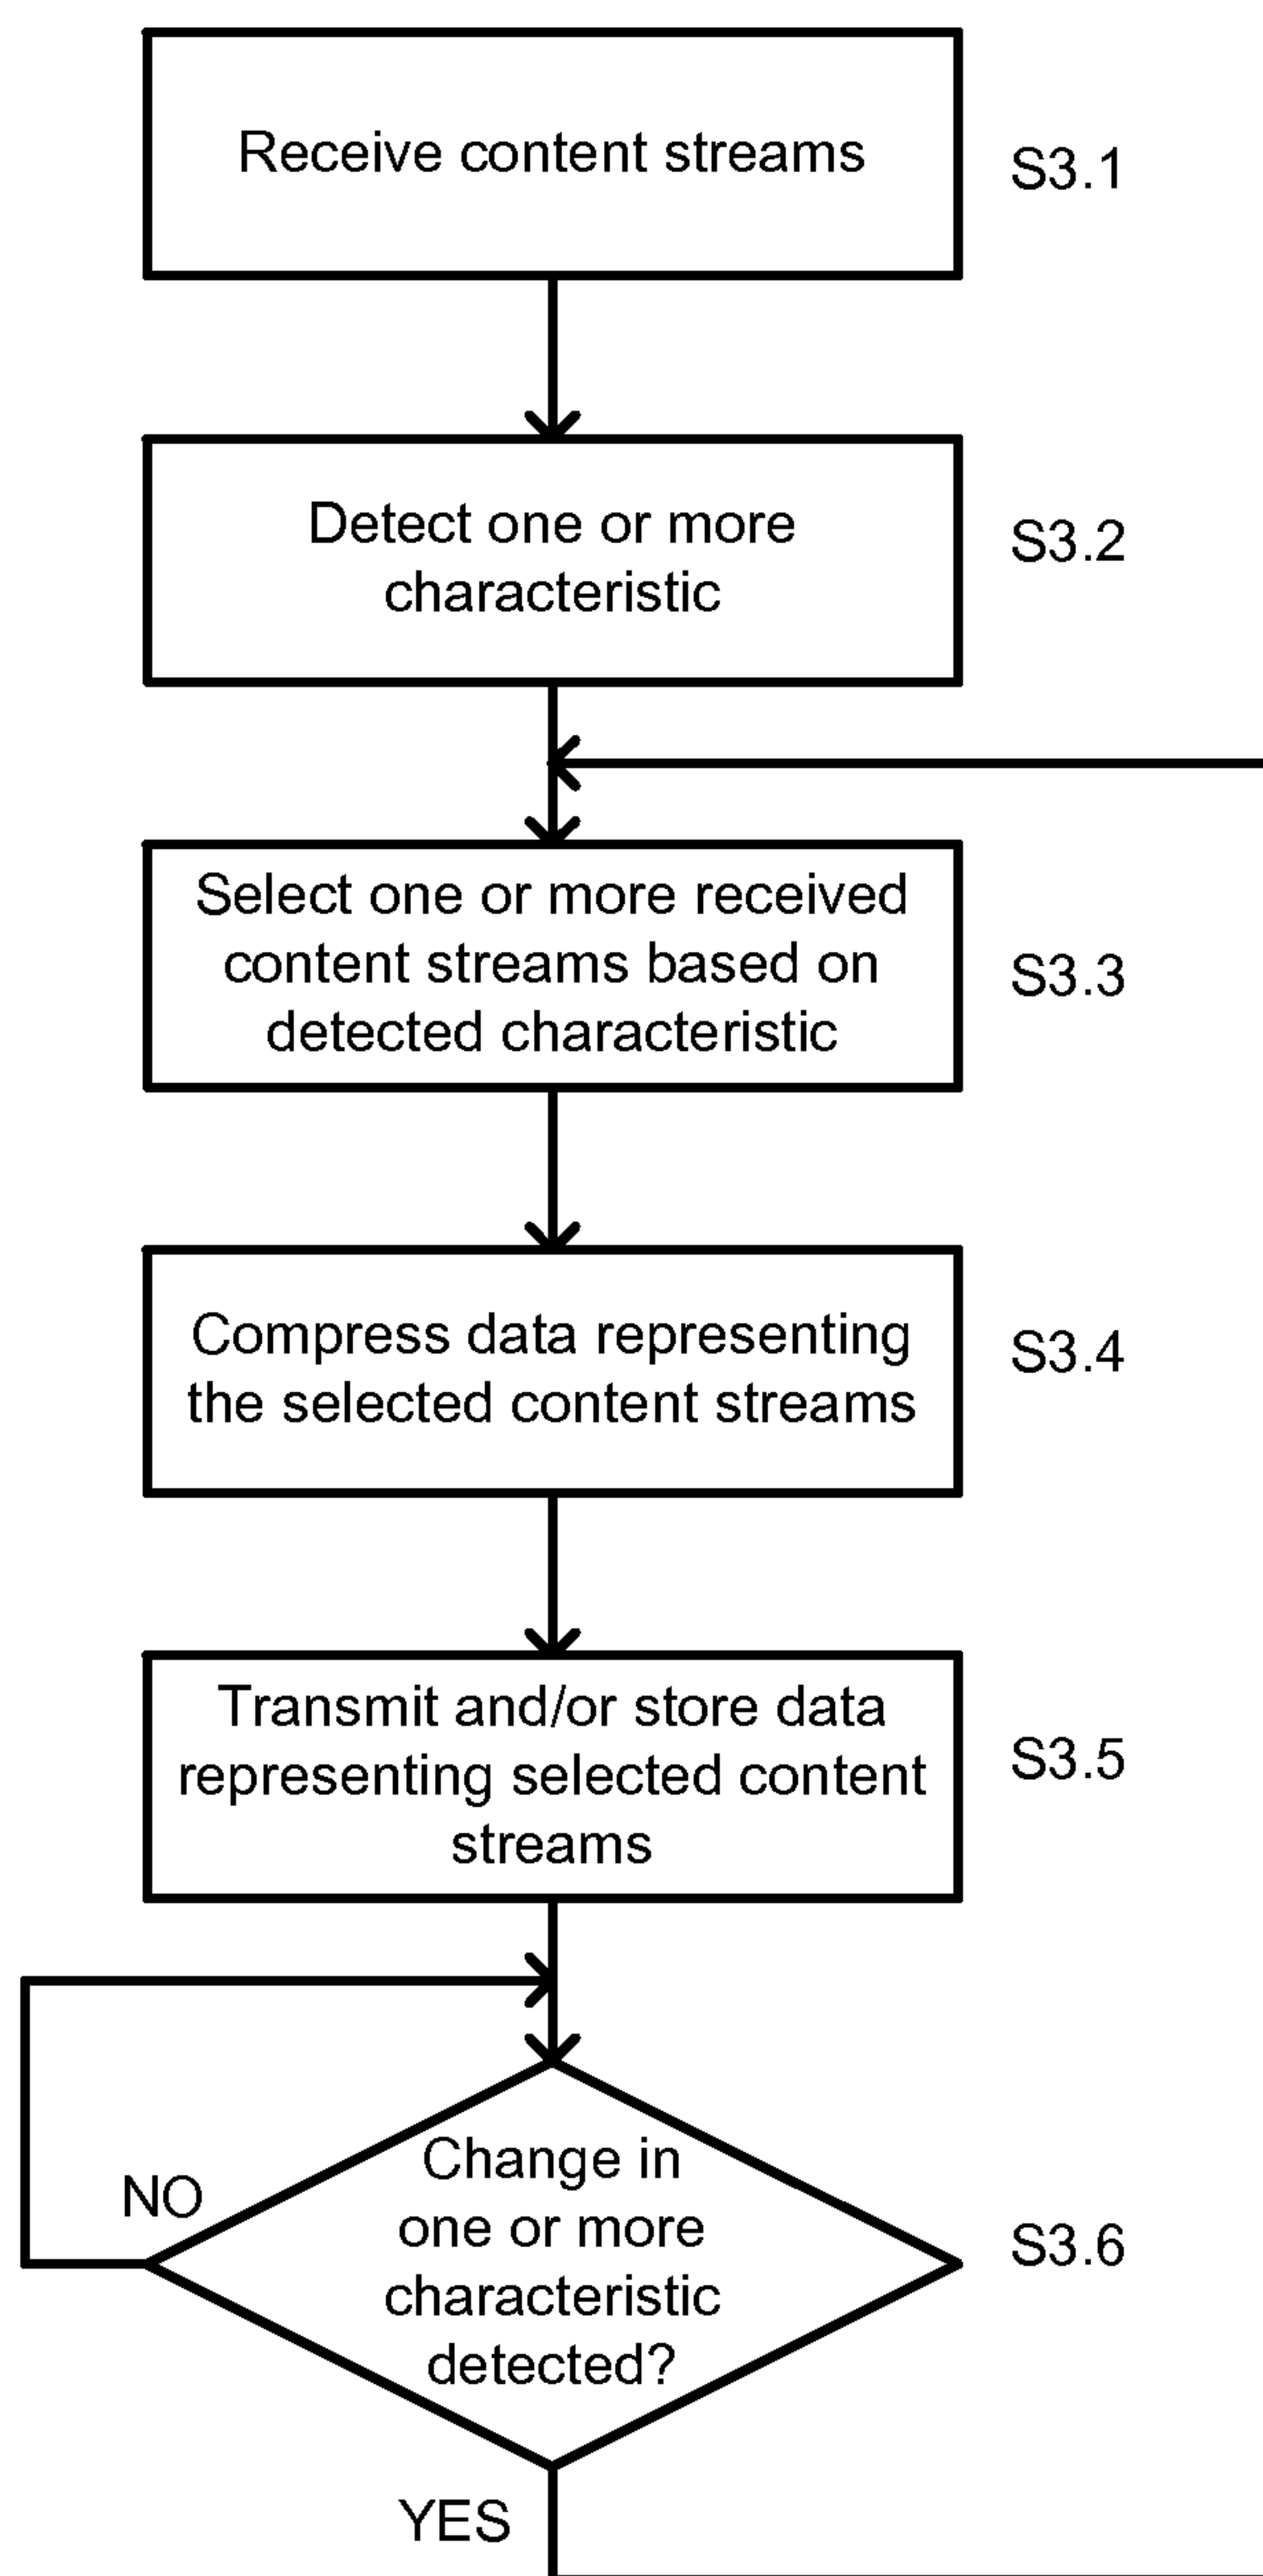 Receive content streams
S3.1
Detect one or more
characteristic
S3.2
Select one or more received
content streams based on
detected characteristic
S3.3
Compress data representing
the selected content streams
S3.4
Transmit and/or store data
representing selected content
streams
S3.5
Change in
one or more
characteristic
detected?
S3.6
NO
YES